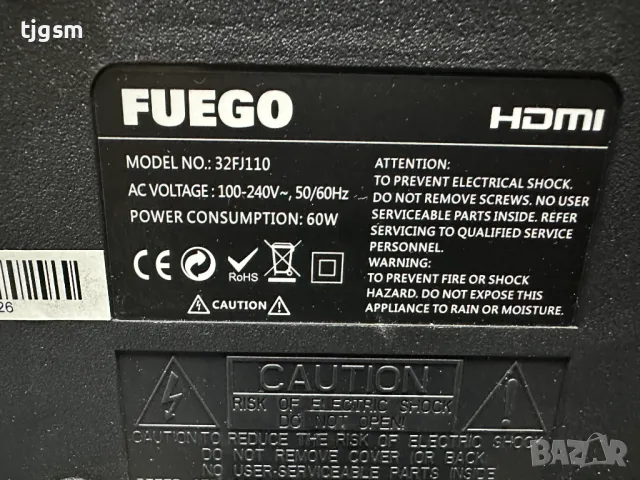 tjgsm
FUEGO
HDMI
MODEL NO.: 32FJ110
AC VOLTAGE : 100-240V~, 50/60Hz
POWER CONSUMPTION: 60W
CE
RoHS
CAUTION
ATTENTION:
TO PREVENT ELECTRICAL SHOCK.
DO NOT REMOVE SCREWS. NO USER
SERVICEABLE PARTS INSIDE. REFER
SERVICING TO QUALIFIED SERVICE
PERSONNEL.
WARNING:
TO PREVENT FIRE OR SHOCK
HAZARD. DO NOT EXPOSE THIS
APPLIANCE TO RAIN OR MOISTURE.
26
CAUTION
RISK OF ELECTRIC SHOCK
DO NOT OPEN!
CAUTION:TO REDUCE THE RISK OF ELECTRIC SHOCK
DO NOT REMOVE COVER (OR BACK
NO USER-SERVICEABLE PARTS INSIDE
BAZAR